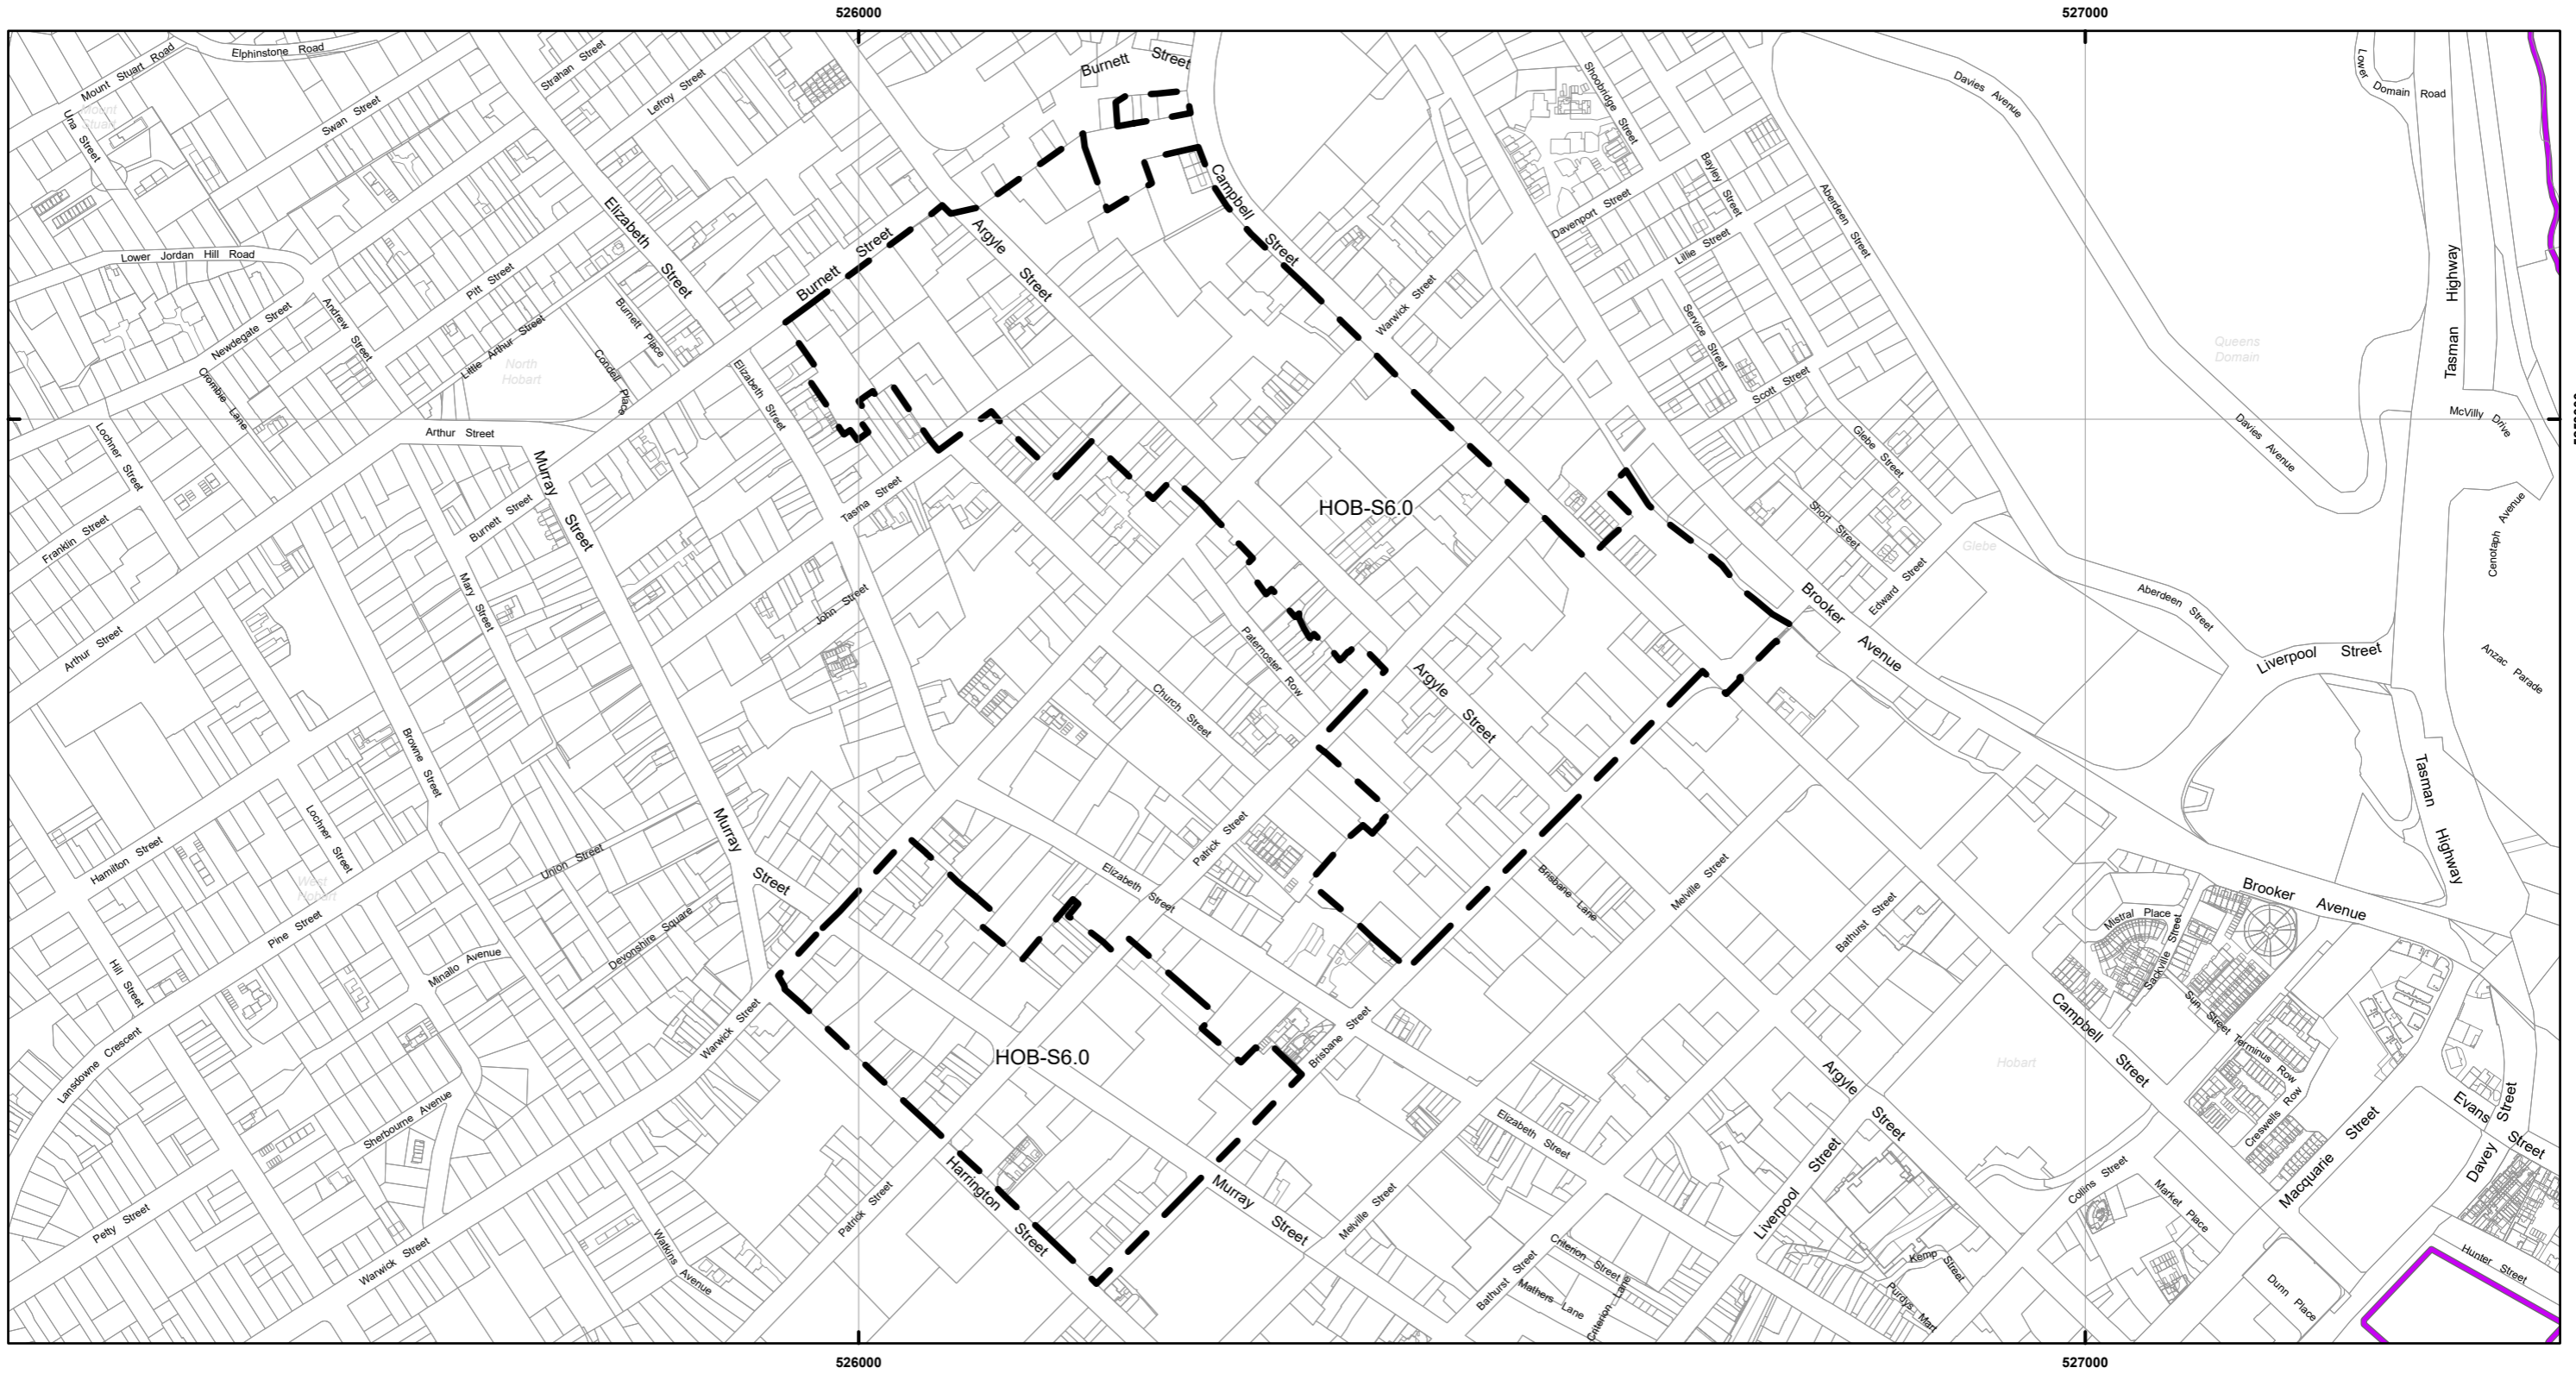 526000
527000
Elphinstone Road
Mount Stuart Road
Strahan Street
Lefroy Street
Burnett Street
Shoobridge Street
Davies Avenue
Lower Domain Road
Mount Stuart
Una Street
Swan Street
Elizabeth Street
Campbell Street
Bayley Street
Davenport Street
Aberdeen Street
Lillie Street
Lower Jordan Hill Road
Pitt Street
Burnett Street
Argyle Street
Tasman Highway
Newdegate Street
Andrew Street
Little Arthur Street
Burnett Place
Warwick Street
Service Street
Queens Domain
North Hobart
Condell Place
Elizabeth Street
Crombie Lane
Scott Street
McVilly Drive
Arthur Street
Lochner Street
Glebe Street
Davies Avenue
Murray Street
Burnett Street
Tasma Street
HOB-S6.0
Franklin Street
Short Street
Cenotaph Avenue
Glebe
Mary Street
John Street
Brooker Avenue
Edward Street
Aberdeen Street
Arthur Street
Paternoster Row
Liverpool Street
Anzac Parade
Church Street
Argyle Street
Browne Street
Tasman Highway
Lochner Street
Murray Street
Patrick Street
Hamilton Street
Union Street
Elizabeth Street
Brisbane Lane
Melville Street
West Hobart
Brooker Avenue
Pine Street
Devonshire Square
Bathurst Street
Mistral Place
Minallo Avenue
Hill Street
Sackville Street
Sun Street
Campbell Street
Warwick Street
Brisbane Street
Lansdowne Crescent
HOB-S6.0
Terminus Row
Hobart
Argyle Street
Creswells Row
Evans Street
Davey Street
Sherbourne Avenue
Elizabeth Street
Macquarie Street
Harrington Street
Patrick Street
Murray Street
Melville Street
Liverpool Street
Collins Street
Market Place
Petty Street
Warwick Street
Watkins Avenue
Criterion Street
Bathurst Street
Mathers Lane
Criterion Lane
Kemp Street
Purdys Mart
Hunter Street
Dunn Place
526000
527000